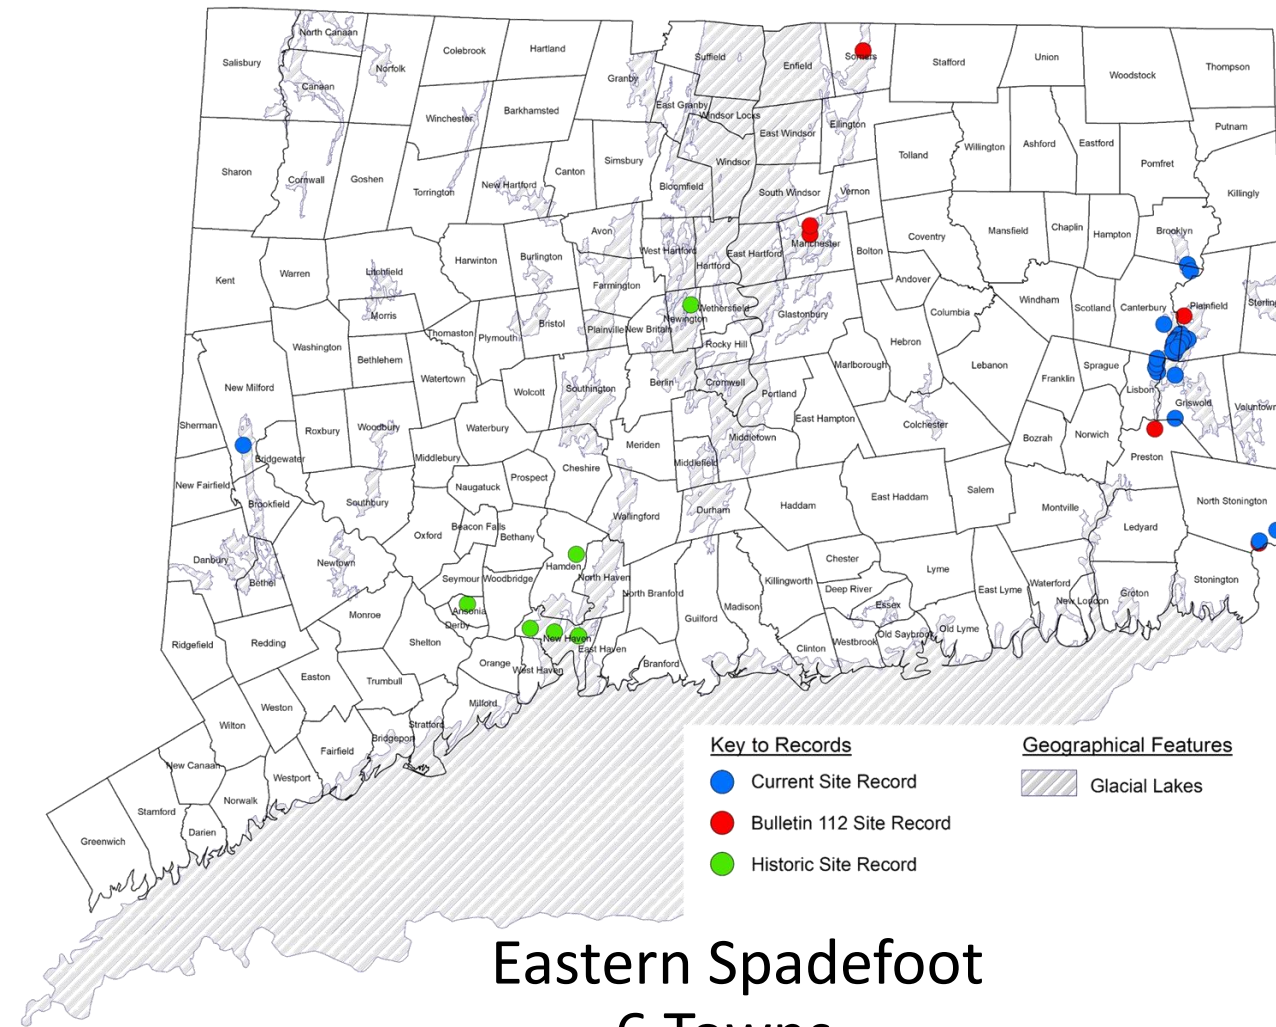 North Canaan
Salisbury
Canaan
Norfolk
Colebrook
Hartland
Granby
Suffield
Enfield
Somers
Stafford
Union
Woodstock
Thompson
Winchester
Barkhamsted
East Granby
Windsor Locks
East Windsor
Ellington
Putnam
Sharon
Cornwall
Goshen
Torrington
New Hartford
Canton
Simsbury
Bloomfield
Windsor
South Windsor
Vernon
Tolland
Willington
Ashford
Eastford
Pomfret
Killingly
Kent
Warren
Litchfield
Morris
Harwinton
Burlington
Avon
Farmington
West Hartford
Hartford
East Hartford
Manchester
Bolton
Coventry
Andover
Mansfield
Chaplin
Hampton
Brooklyn
Washington
Bethlehem
Thomaston
Plymouth
Bristol
Plainville
New Britain
Newington
Wethersfield
Rocky Hill
Glastonbury
Hebron
Columbia
Windham
Scotland
Canterbury
Plainfield
Sterling
New Milford
Watertown
Wolcott
Southington
Berlin
Cromwell
Portland
Marlborough
Lebanon
Franklin
Sprague
Lisbon
Griswold
Voluntown
Sherman
Bridgewater
Roxbury
Woodbury
Waterbury
Middlebury
Meriden
Middlefield
Middletown
East Hampton
Colchester
Bozrah
Norwich
Preston
New Fairfield
Brookfield
Southbury
Naugatuck
Prospect
Cheshire
Wallingford
Durham
Haddam
East Haddam
Salem
Montville
Ledyard
North Stonington
Danbury
Bethel
Newtown
Oxford
Beacon Falls
Bethany
Seymour
Woodbridge
Hamden
North Haven
North Branford
Guilford
Madison
Killingworth
Chester
Deep River
Essex
Lyme
East Lyme
Waterford
New London
Groton
Stonington
Ridgefield
Redding
Monroe
Shelton
Ansonia
Derby
New Haven
East Haven
West Haven
Orange
Branford
Clinton
Westbrook
Old Saybrook
Old Lyme
Wilton
Weston
Easton
Trumbull
Milford
Stratford
Bridgeport
Fairfield
Westport
New Canaan
Norwalk
Darien
Stamford
Greenwich
Key to Records
Current Site Record
Bulletin 112 Site Record
Historic Site Record
Geographical Features
Glacial Lakes
Eastern Spadefoot
6 Towns